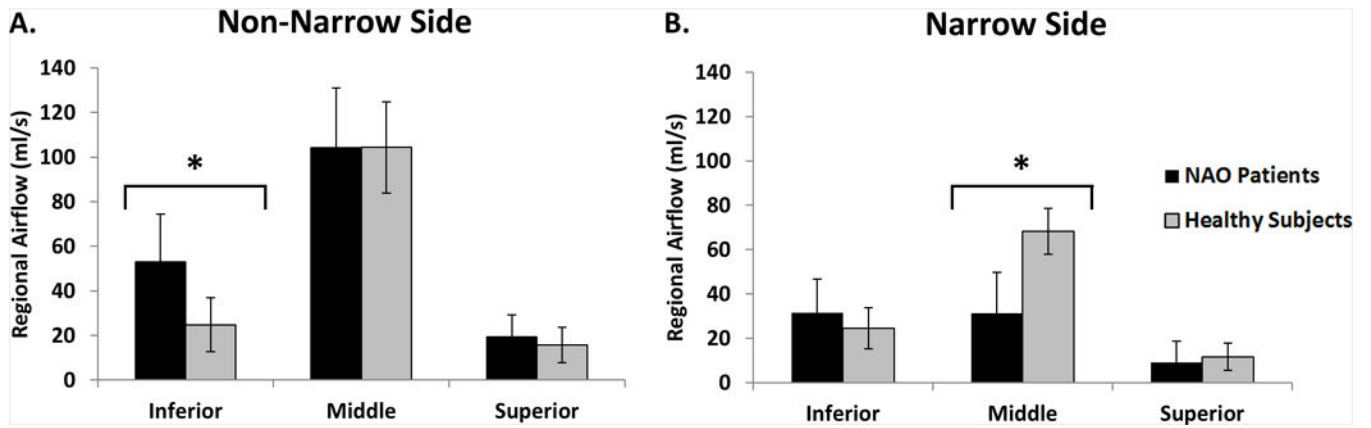 A.
Non-Narrow Side
Regional Airflow (ml/s)
140
120
100
80
60
40
20
0
*
Inferior
Middle
Superior
B.
Narrow Side
Regional Airflow (ml/s)
140
120
100
80
60
40
20
0
*
Inferior
Middle
Superior
NAO Patients
Healthy Subjects